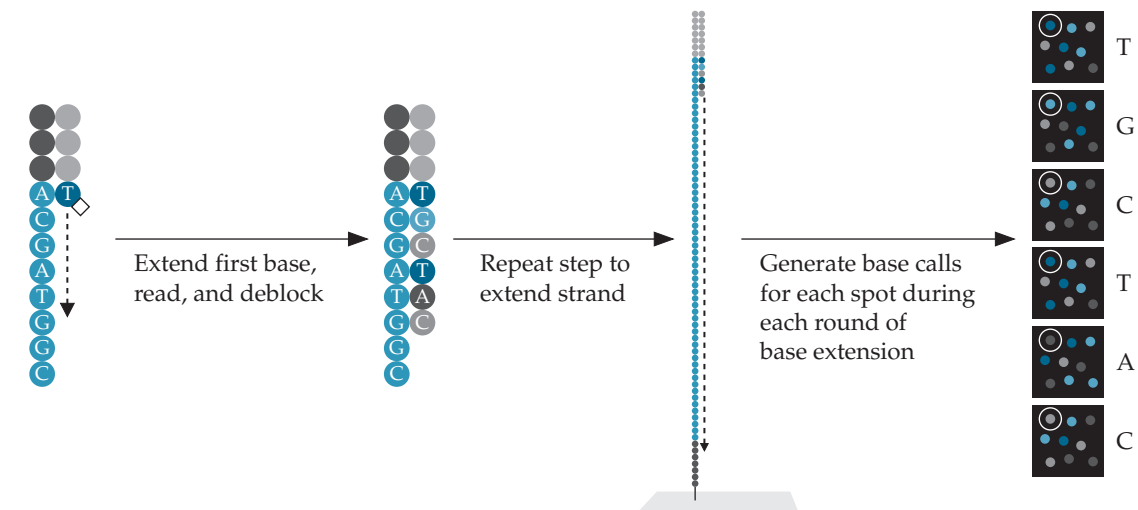 A T
C
G
A
T
G
G
C
Extend first base,
read, and deblock
A T
C G
G C
A T
T A
G C
G
C
Repeat step to
extend strand
Generate base calls
for each spot during
each round of
base extension
T
G
C
T
A
C